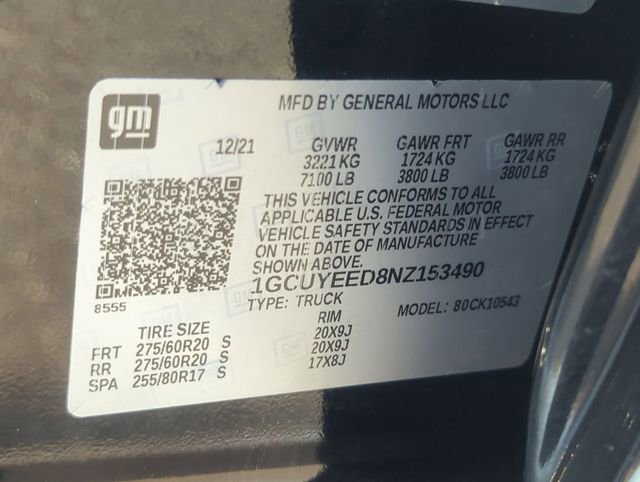 gm
MFD BY GENERAL MOTORS LLC
12/21 GVWR GAWR FRT GAWR RR
3221 KG 1724 KG 1724 KG
7100 LB 3800 LB 3800 LB
THIS VEHICLE CONFORMS TO ALL
APPLICABLE U.S. FEDERAL MOTOR
VEHICLE SAFETY STANDARDS IN EFFECT
ON THE DATE OF MANUFACTURE
SHOWN ABOVE.
1GCUYEED8NZ153490
8555
TYPE: TRUCK MODEL: 80CK10543
TIRE SIZE RIM
FRT 275/60R20 S 20X9J
RR 275/60R20 S 20X9J
SPA 255/80R17 S 17X8J